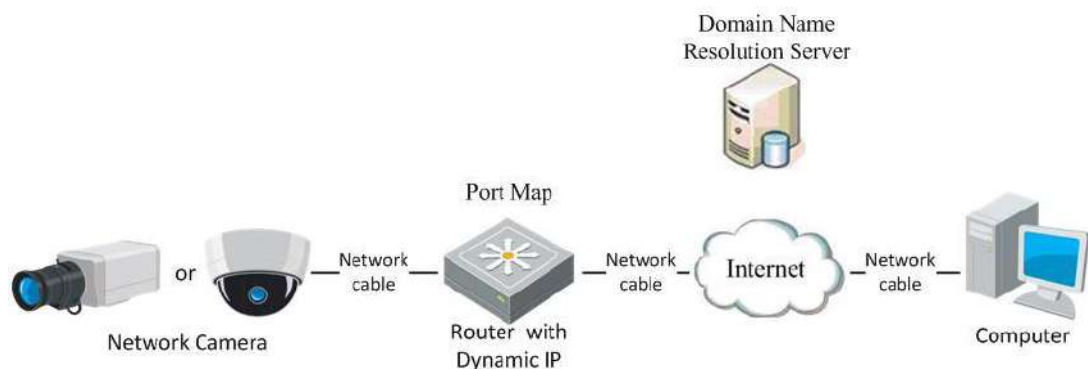 Domain Name
Resolution Server
Port Map
or
Network
cable
Network
cable
Internet
Network
cable
Network Camera
Router with
Dynamic IP
Computer